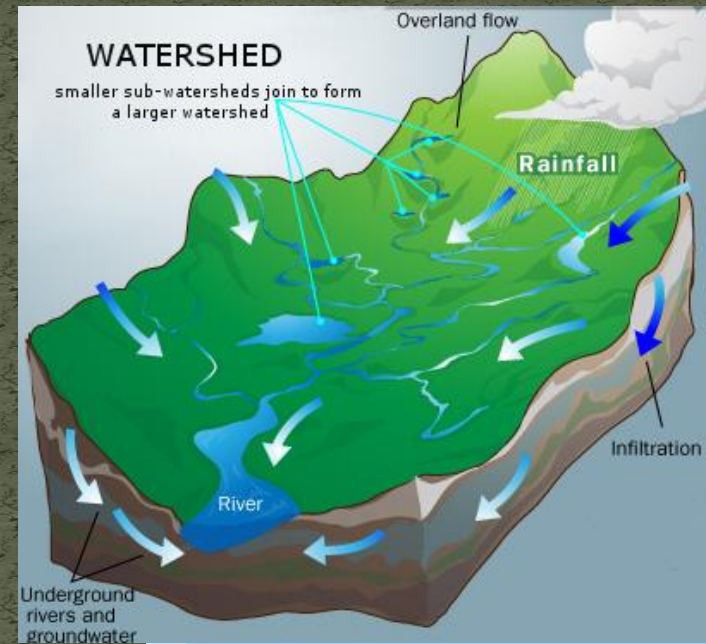 Overland flow
WATERSHED
smaller sub-watersheds join to form
a larger watershed
Rainfall
Infiltration
River
Underground
rivers and
groundwater